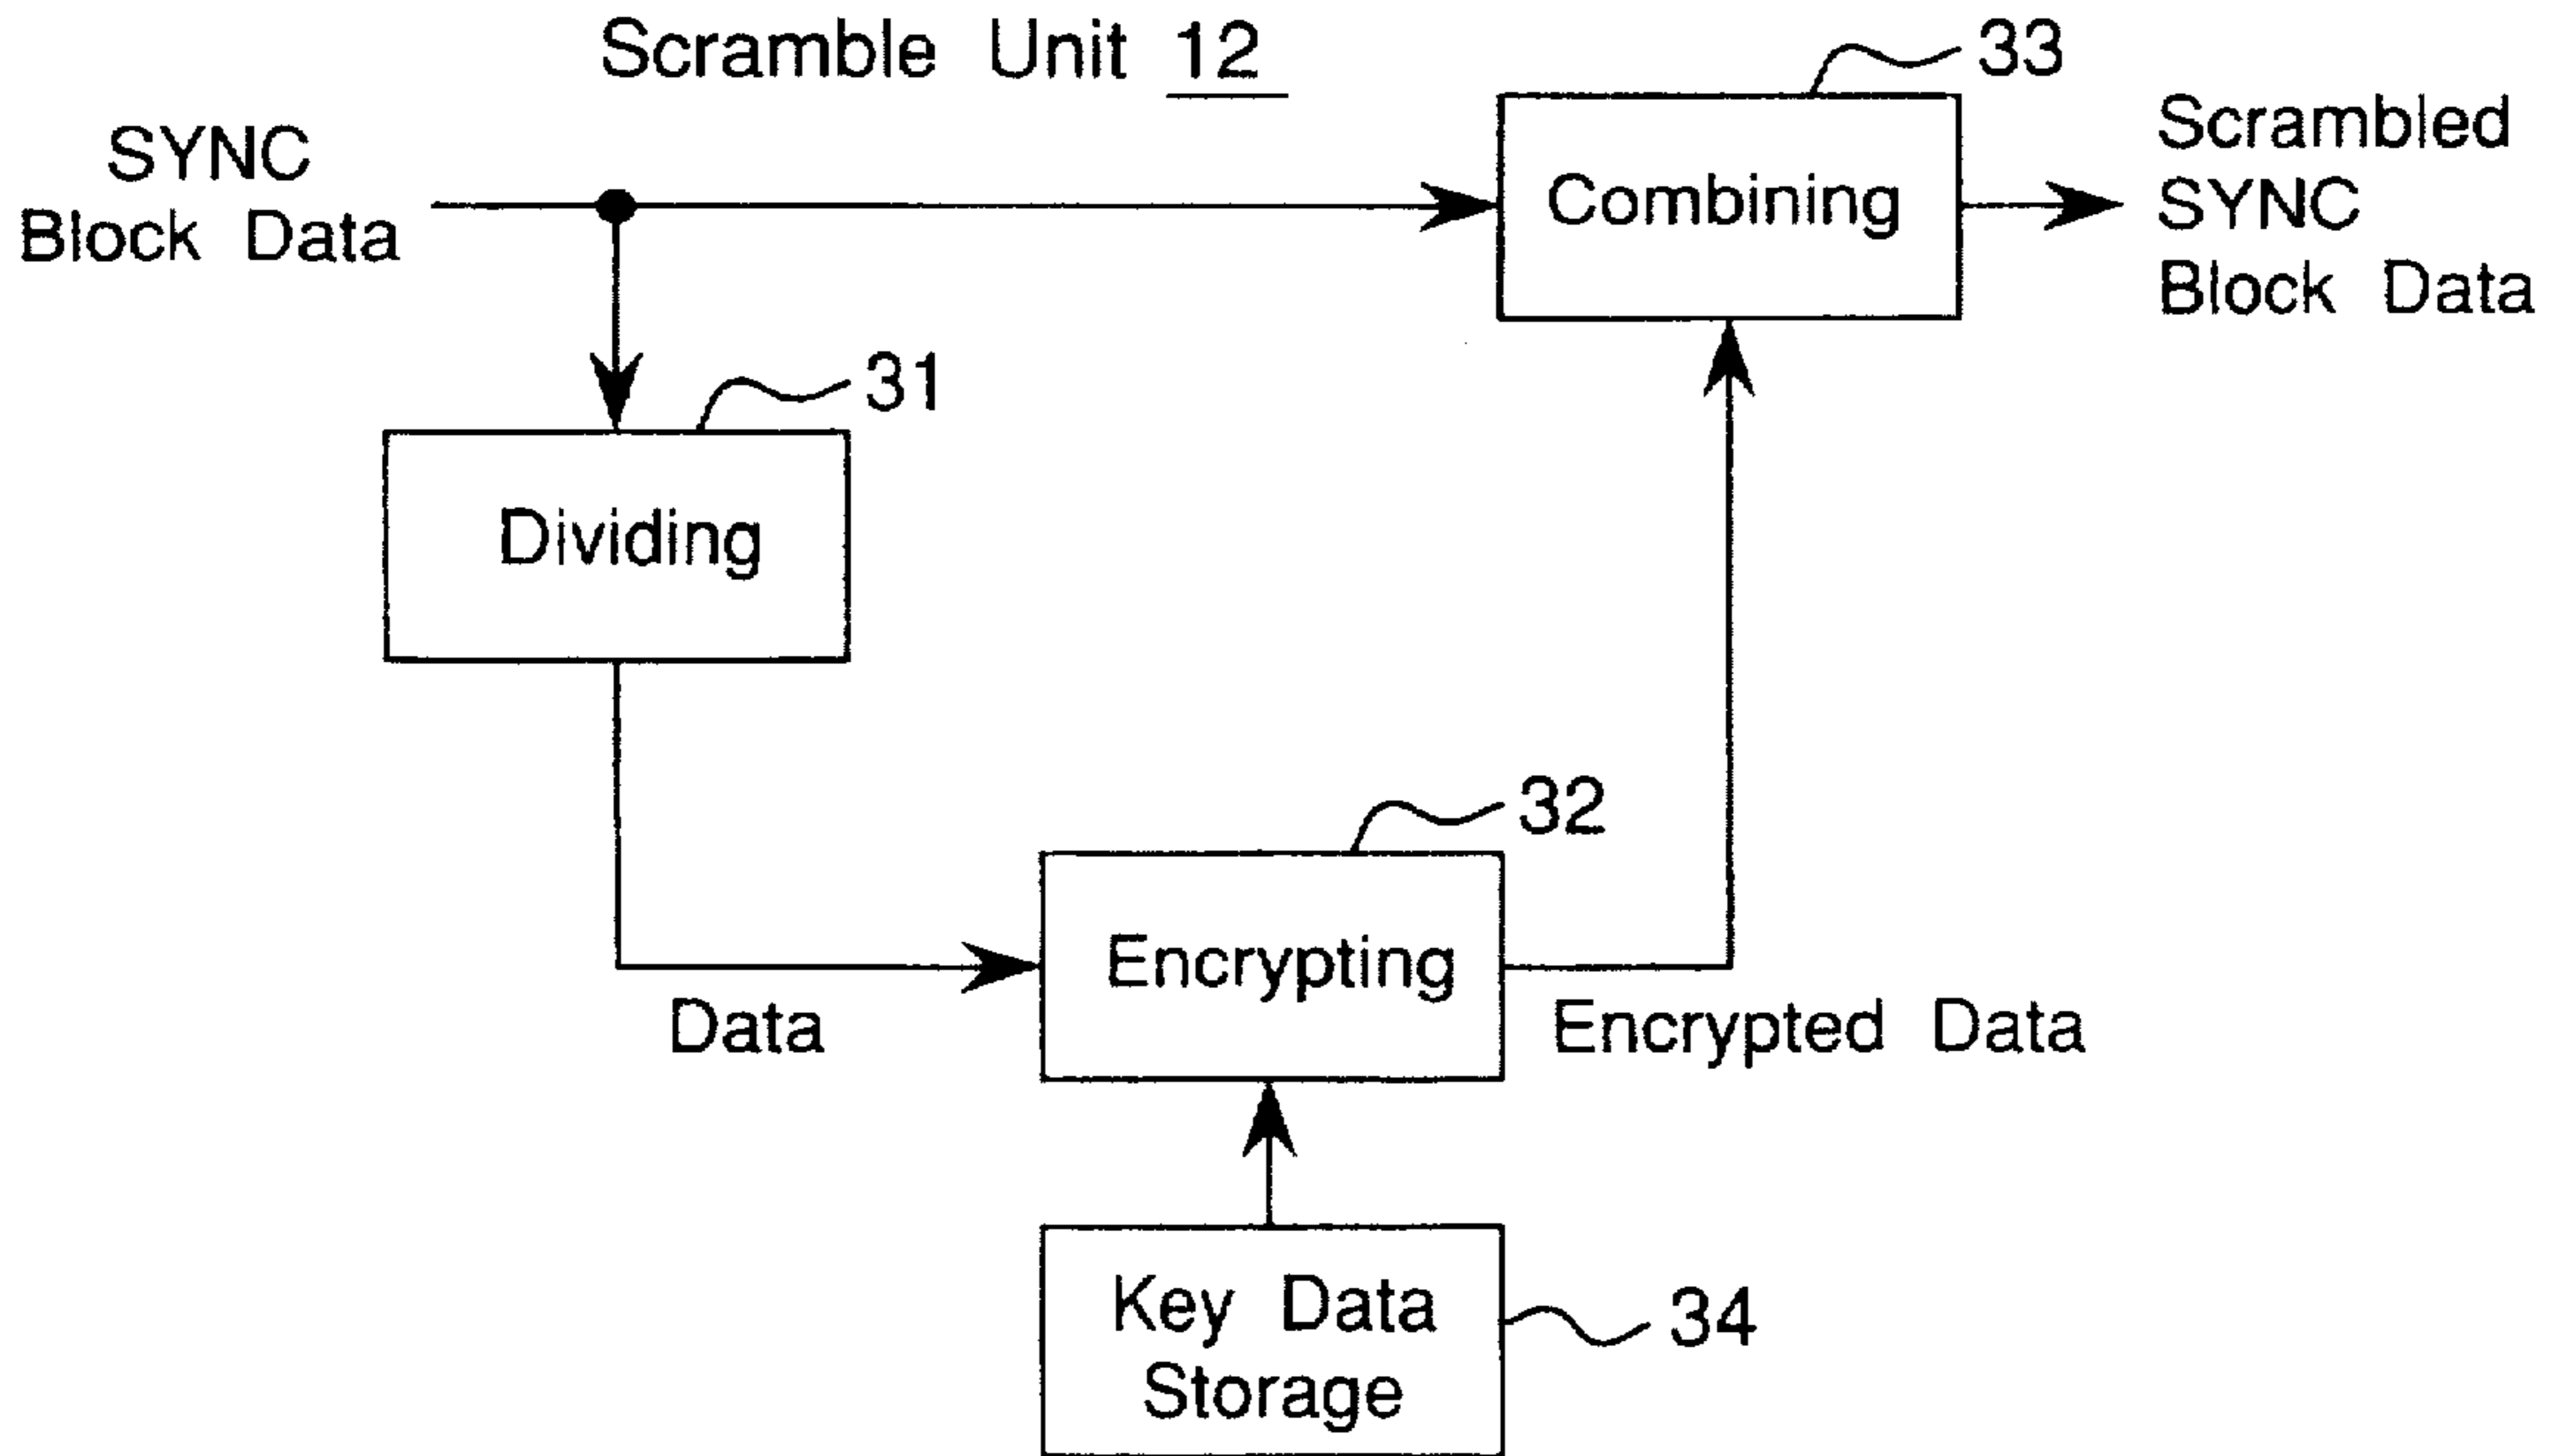 Scramble Unit 12
33
SYNC
Block Data
Combining
Scrambled
SYNC
Block Data
31
Dividing
32
Encrypting
Data
Encrypted Data
Key Data
Storage
34